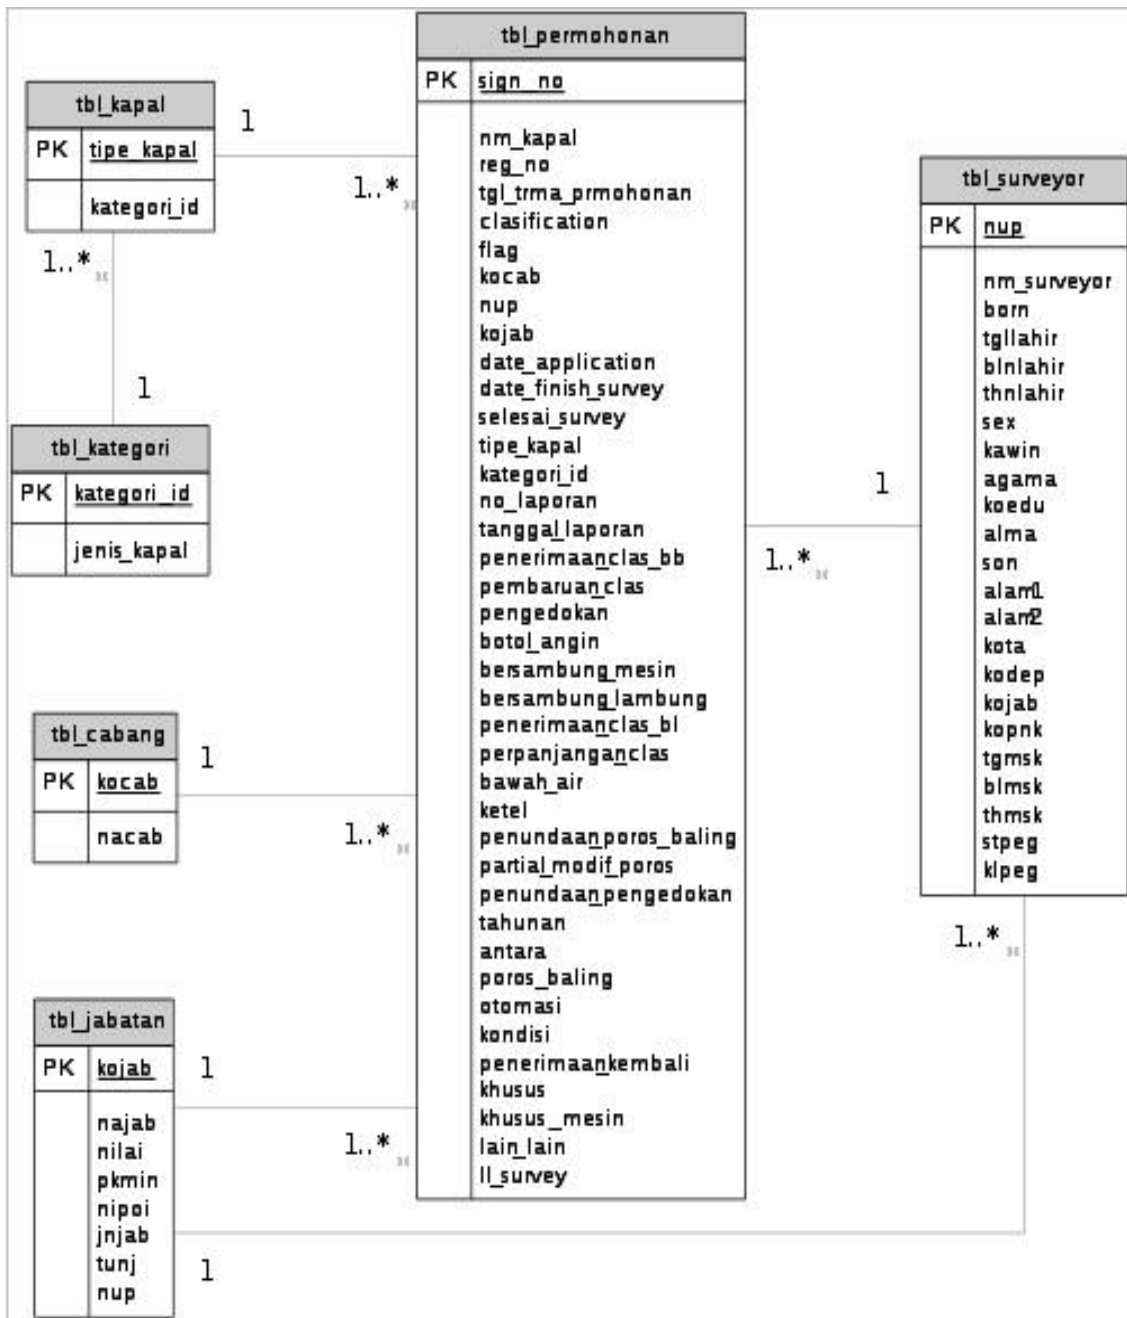 tbl_permohonan
PK sign_no
nm_kapal
reg_no
tgl_trma_prmohonan
clasification
flag
kocab
nup
kojab
date_application
date_finish_survey
selesai_survey
tipe_kapal
kategori_id
no_laporan
tanggal_laporan
penerimaanclas_bb
pembaruan_clas
pengedokan
botol_angin
bersambung_mesin
bersambung_lambung
penerimaanclas_bl
perpanjanganclas
bawah_air
ketel
penundaanporos_baling
partial_modif_poros
penundaan_pengedokan
tahunan
antara
poros_baling
otomasi
kondisi
penerimaankembali
khusus
khusus_mesin
lain_lain
ll_survey
tbl_kapal
PK tipe_kapal
kategori_id
1
1..*
1..*
1
tbl_kategori
PK kategori_id
jenis_kapal
tbl_cabang
PK kocab
nacab
1
1..*
tbl_jabatan
PK kojab
najab
nilai
pkmin
nipoi
jnjab
tunj
nup
1
1..*
1
tbl_surveyor
PK nup
nm_surveyor
born
tgllahir
blnlahir
thnlahir
sex
kawin
agama
koedu
alma
son
alam1
alam2
kota
kodep
kojab
kopnk
tgmsk
blmsk
thmsk
stpeg
klpeg
1
1..*
1..*